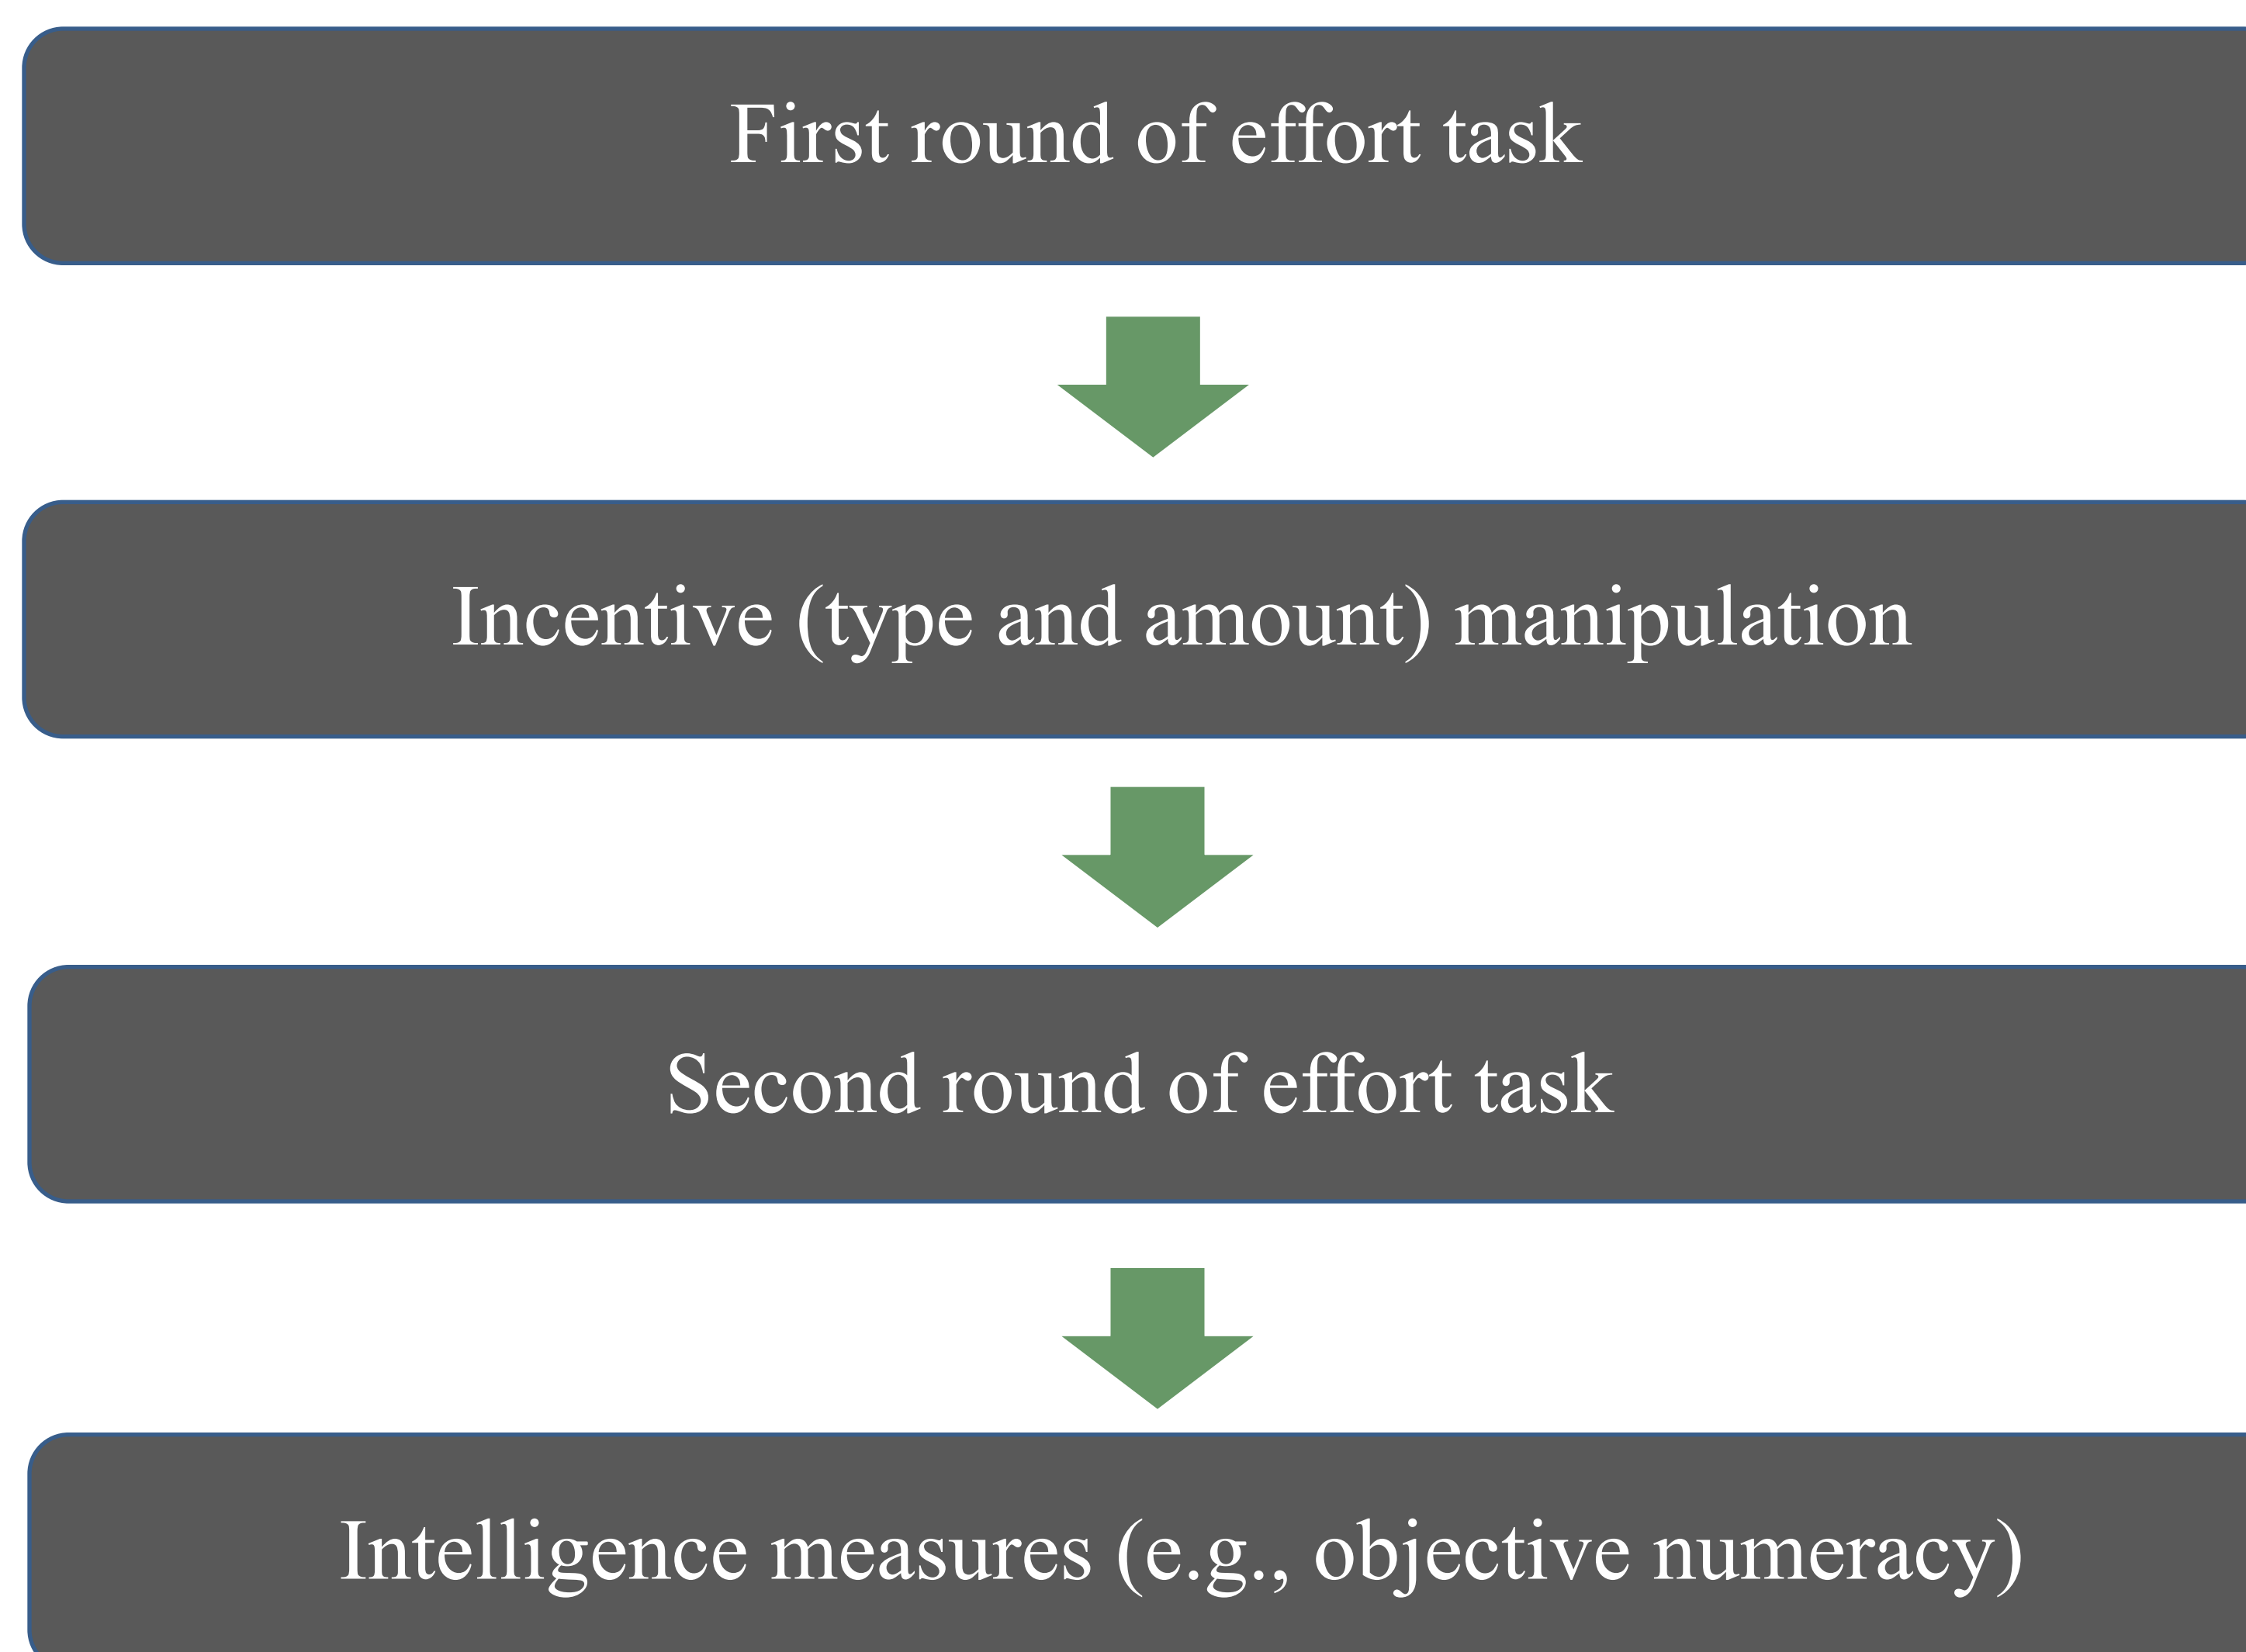 First round of effort task
Incentive (type and amount) manipulation
Second round of effort task
Intelligence measures (e.g., objective numeracy)